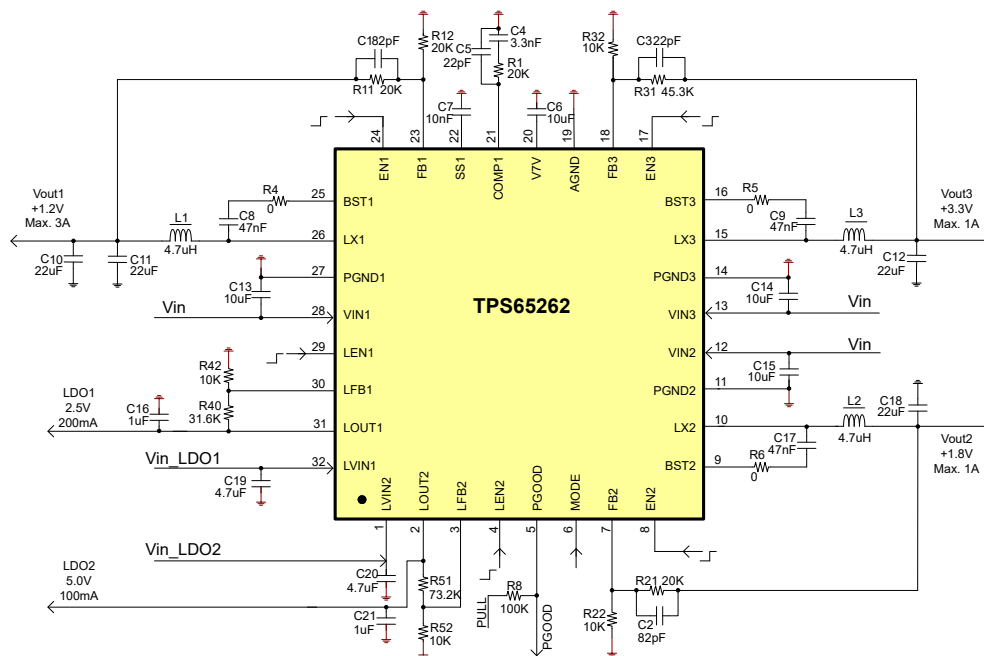 C182pF
R11 20K
R12
20K
C5
22pF
C4
3.3nF
R1
20K
R32
10K
C322pF
R31 45.3K
C7
10nF
C6
10uF
24
23
22
21
20
19
18
17
EN1
FB1
SS1
COMP1
V7V
AGND
FB3
EN3
Vout1
+1.2V
Max. 3A
L1
4.7uH
R4
0
C8
47nF
25
BST1
C10
22uF
C11
22uF
26
LX1
C13
10uF
27
PGND1
Vin
28
VIN1
29
LEN1
R42
10K
30
LFB1
R40
31.6K
LDO1
2.5V
200mA
C16
1uF
31
LOUT1
Vin_LDO1
32
LVIN1
C19
4.7uF
TPS65262
BST3
16
R5
0
C9
47nF
L3
4.7uH
Vout3
+3.3V
Max. 1A
LX3
15
C12
22uF
PGND3
14
C14
10uF
VIN3
13
Vin
VIN2
12
Vin
C15
10uF
PGND2
11
C18
22uF
L2
4.7uH
LX2
10
C17
47nF
Vout2
+1.8V
Max. 1A
BST2
9
R6
0
LVIN2
LOUT2
LFB2
LEN2
PGOOD
MODE
FB2
EN2
1
2
3
4
5
6
7
8
Vin_LDO2
LDO2
5.0V
100mA
C20
4.7uF
C21
1uF
R51
73.2K
R52
10K
PULL
R8
100K
PGOOD
R22
10K
R21 20K
C2
82pF